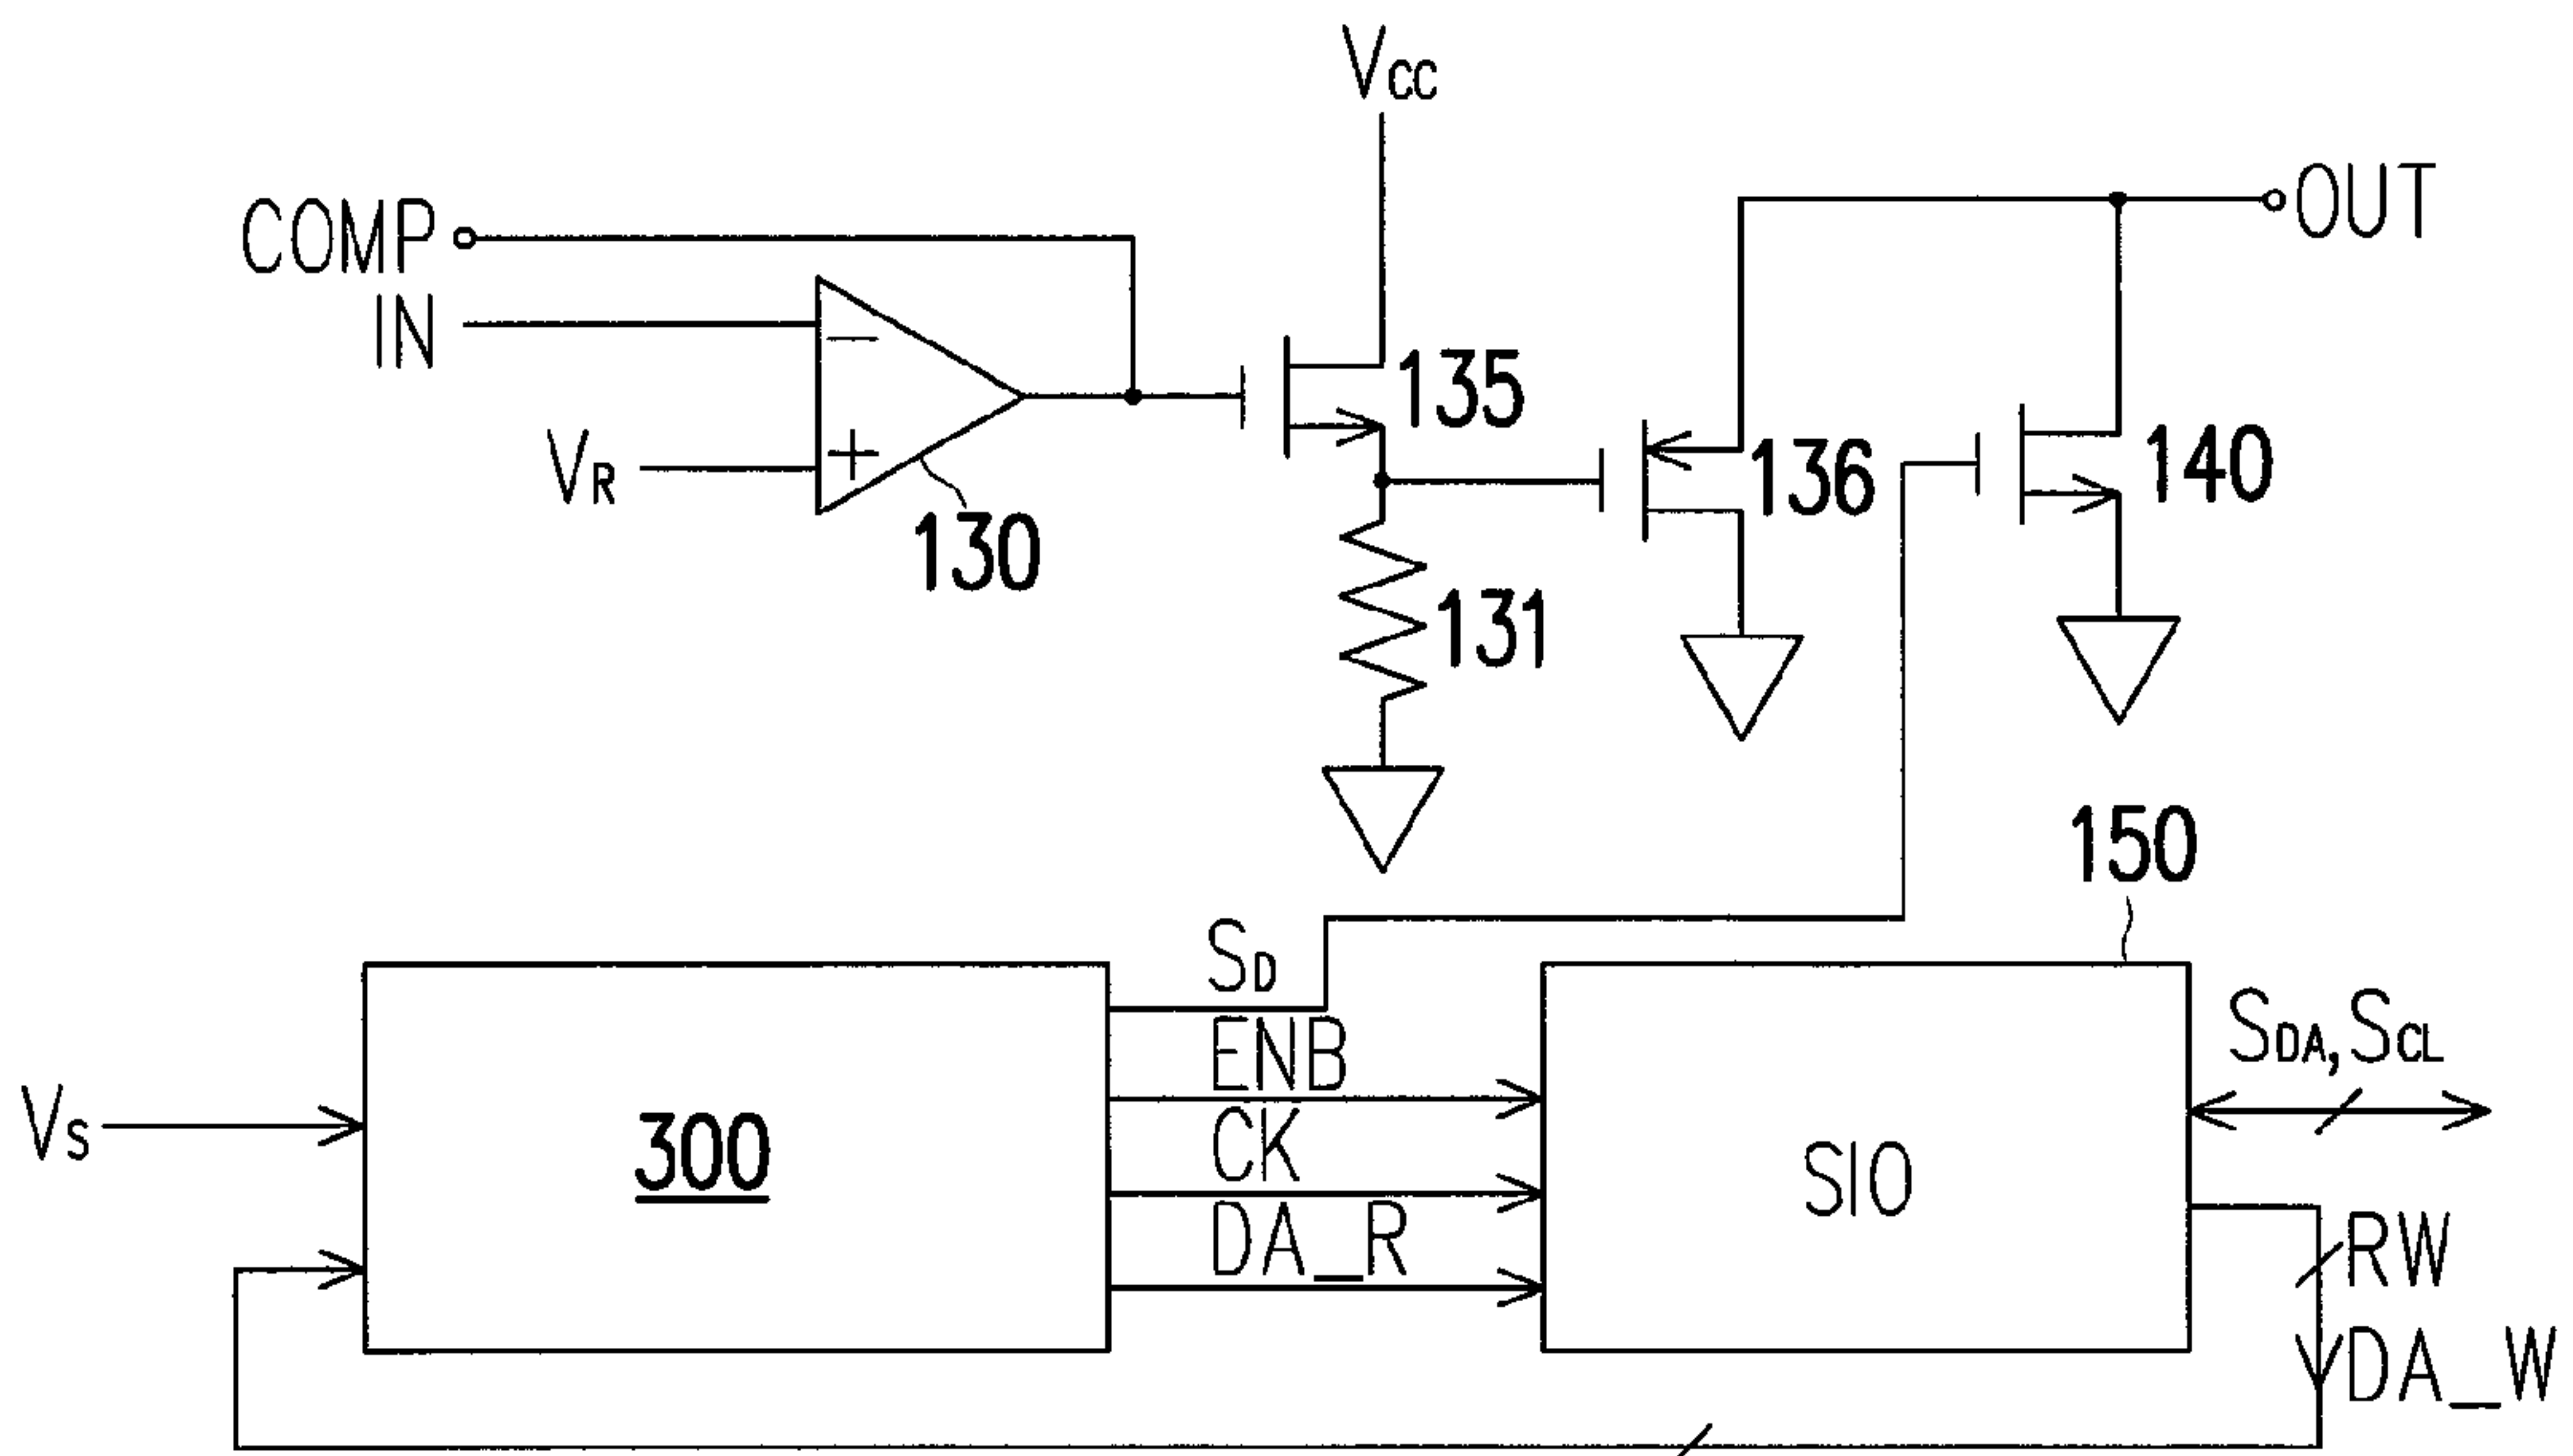 VCC
COMP
OUT
IN
135
VR
136
140
130
131
150
SD
ENB
SDA, SCL
VS
CK
300
SIO
DA_R
RW
DA_W